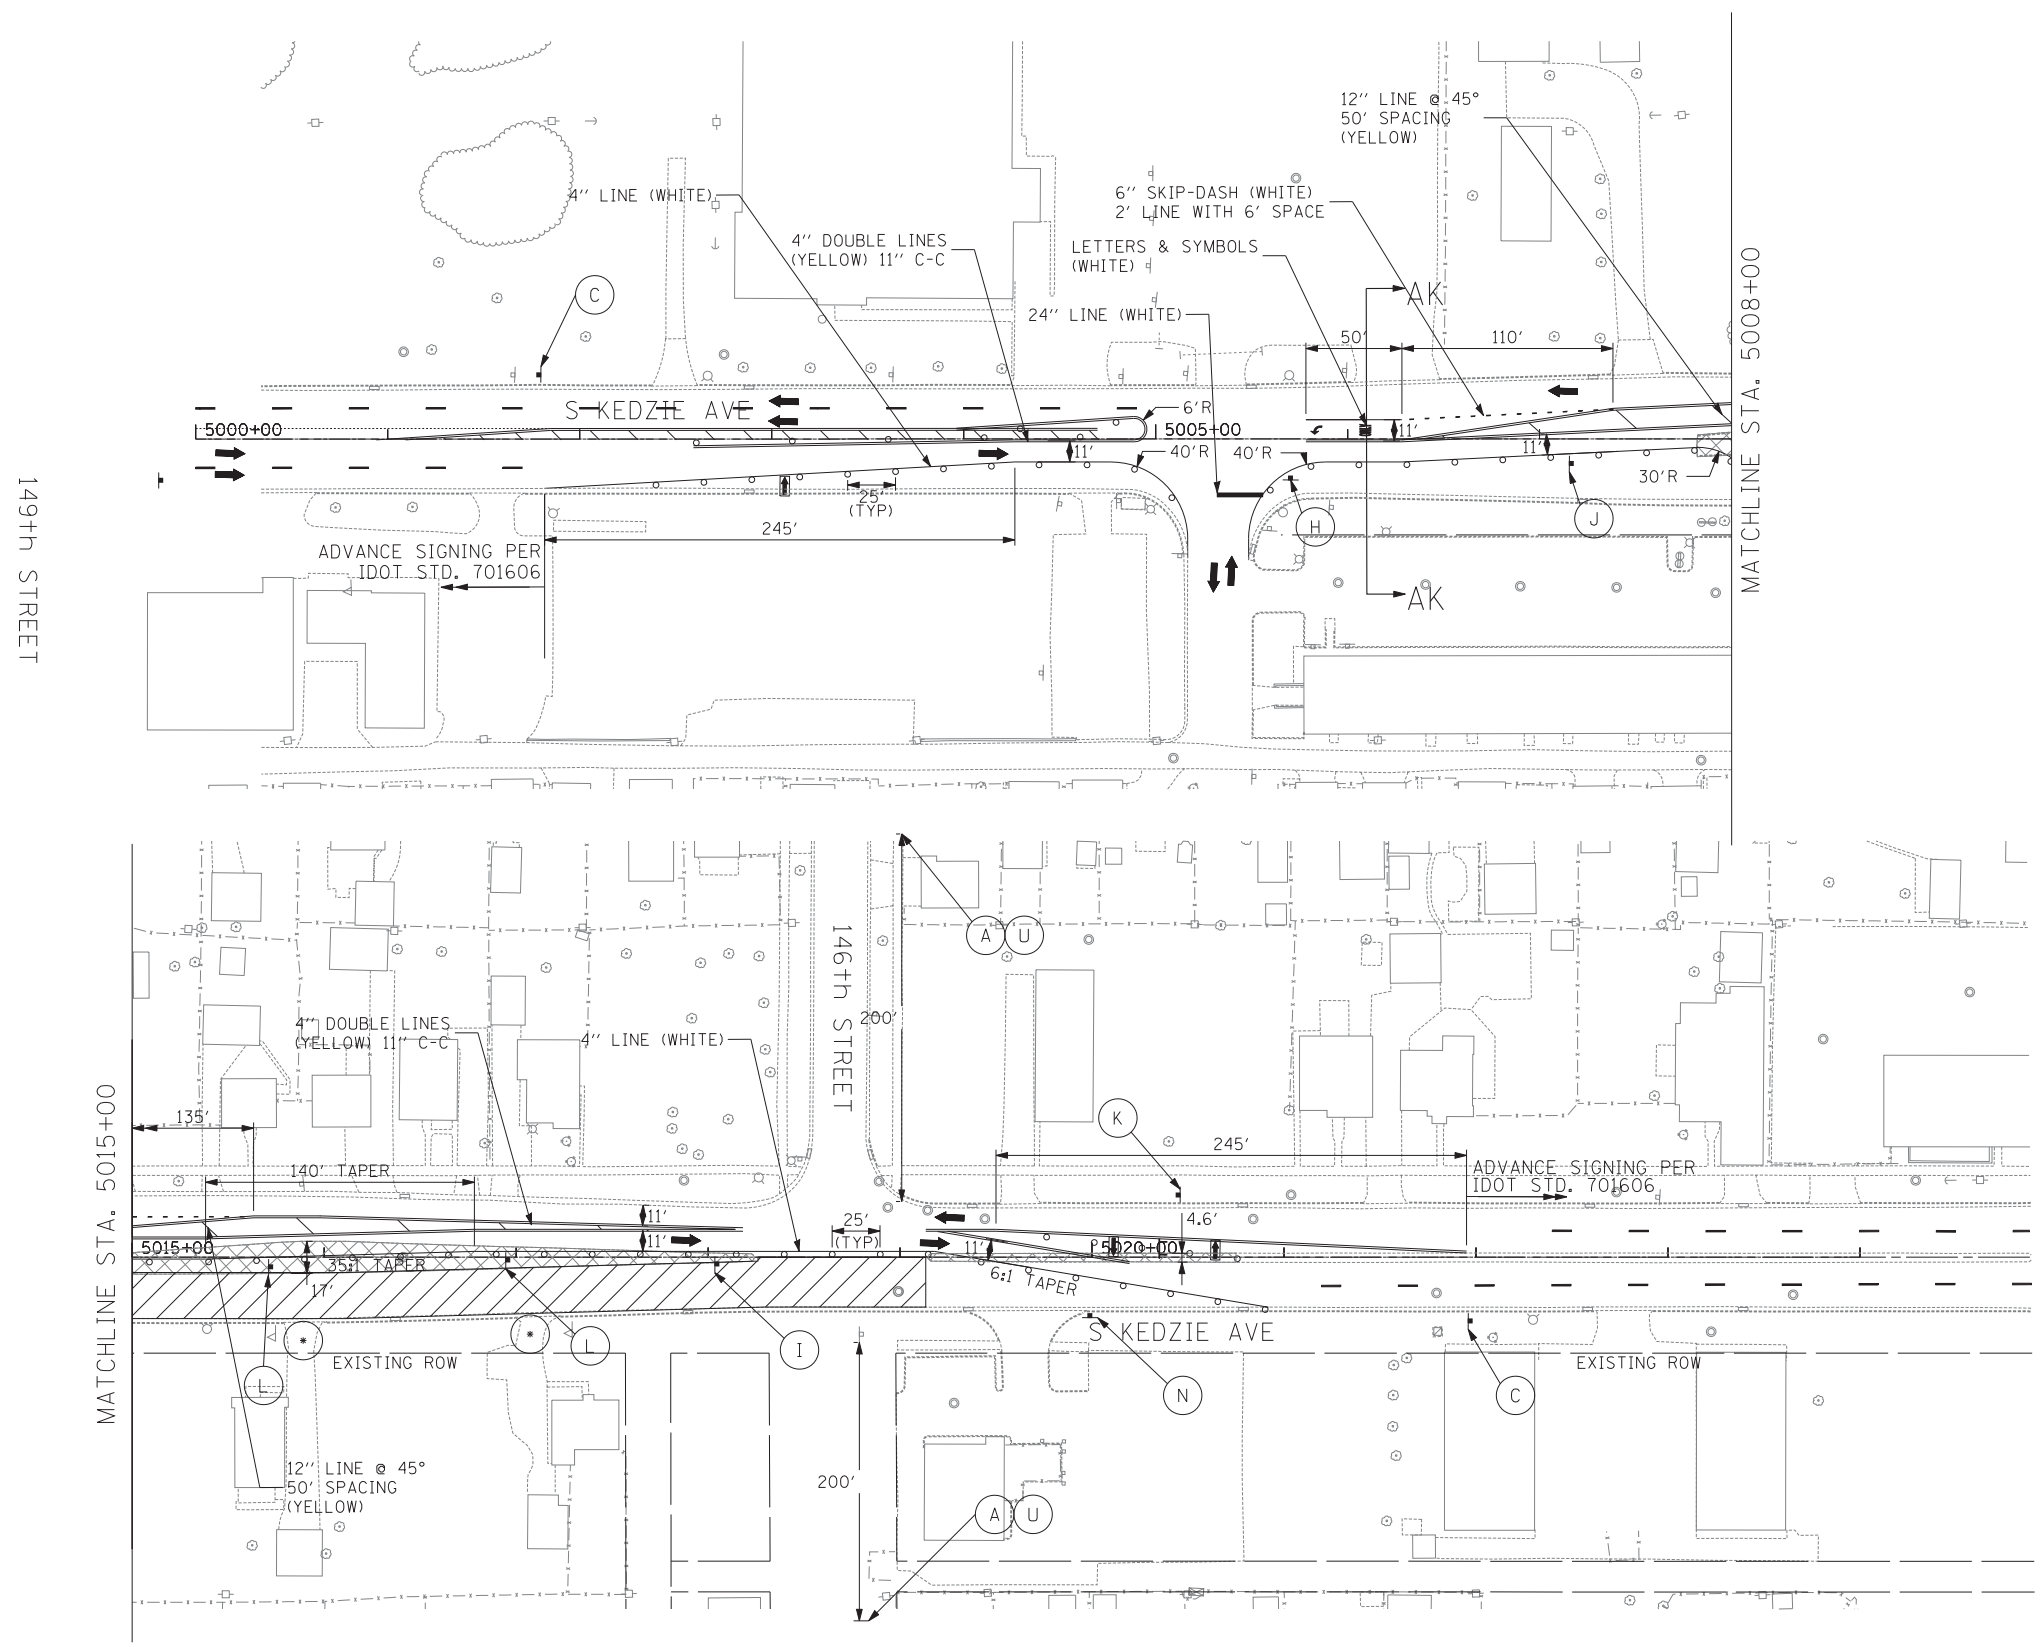 12'' LINE @ 45°
50' SPACING
(YELLOW)
4'' LINE (WHITE)
6'' SKIP-DASH (WHITE)
2' LINE WITH 6' SPACE
4'' DOUBLE LINES
(YELLOW) 11'' C-C
LETTERS & SYMBOLS
(WHITE)
C
AK
24'' LINE (WHITE)
50'
110'
MATCHLINE STA. 5008+00
S KEDZIE AVE
6'R
5000+00
5005+00
11'
11'
11'
40'R
40'R
30'R
25'
(TYP)
245'
H
J
149th STREET
ADVANCE SIGNING PER
IDOT STD. 701606
AK
A
U
146th STREET
200'
4'' DOUBLE LINES
(YELLOW) 11'' C-C
4'' LINE (WHITE)
MATCHLINE STA. 5015+00
135'
K
245'
140' TAPER
ADVANCE SIGNING PER
IDOT STD. 701606
11'
25'
(TYP)
4.6'
11'
5015+00
11'
5020+00
35:1 TAPER
17'
6:1 TAPER
S KEDZIE AVE
*
*
L
I
EXISTING ROW
EXISTING ROW
L
N
C
12'' LINE @ 45°
50' SPACING
(YELLOW)
200'
A
U